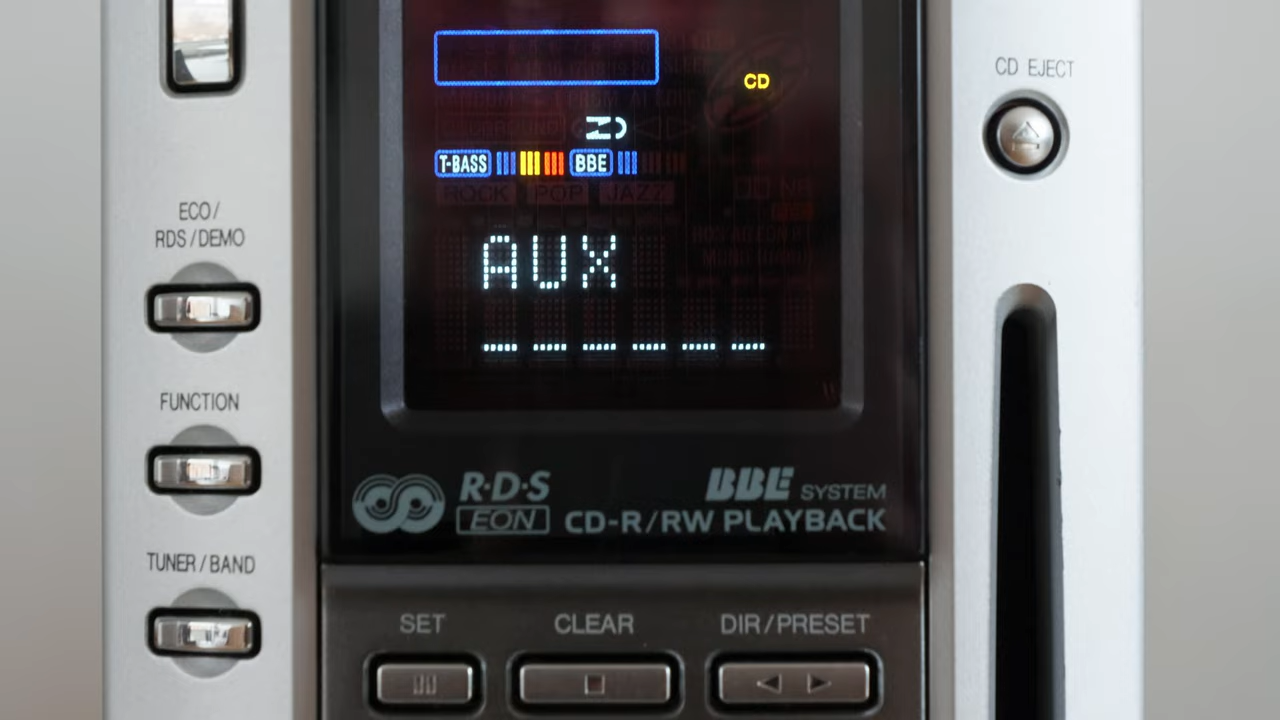 CD EJECT
CD
T-BASS BBE
ROCK POP JAZZ
ECO/
RDS/DEMO
AUX
FUNCTION
R·D·S
EON
BBE SYSTEM
CD-R/RW PLAYBACK
TUNER/BAND
SET
CLEAR
DIR/PRESET